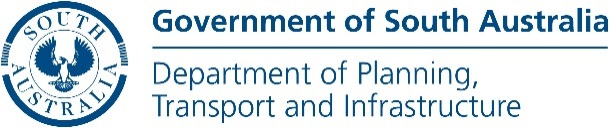 SOUTH
AUSTRALIA
Government of South Australia
Department of Planning,
Transport and Infrastructure